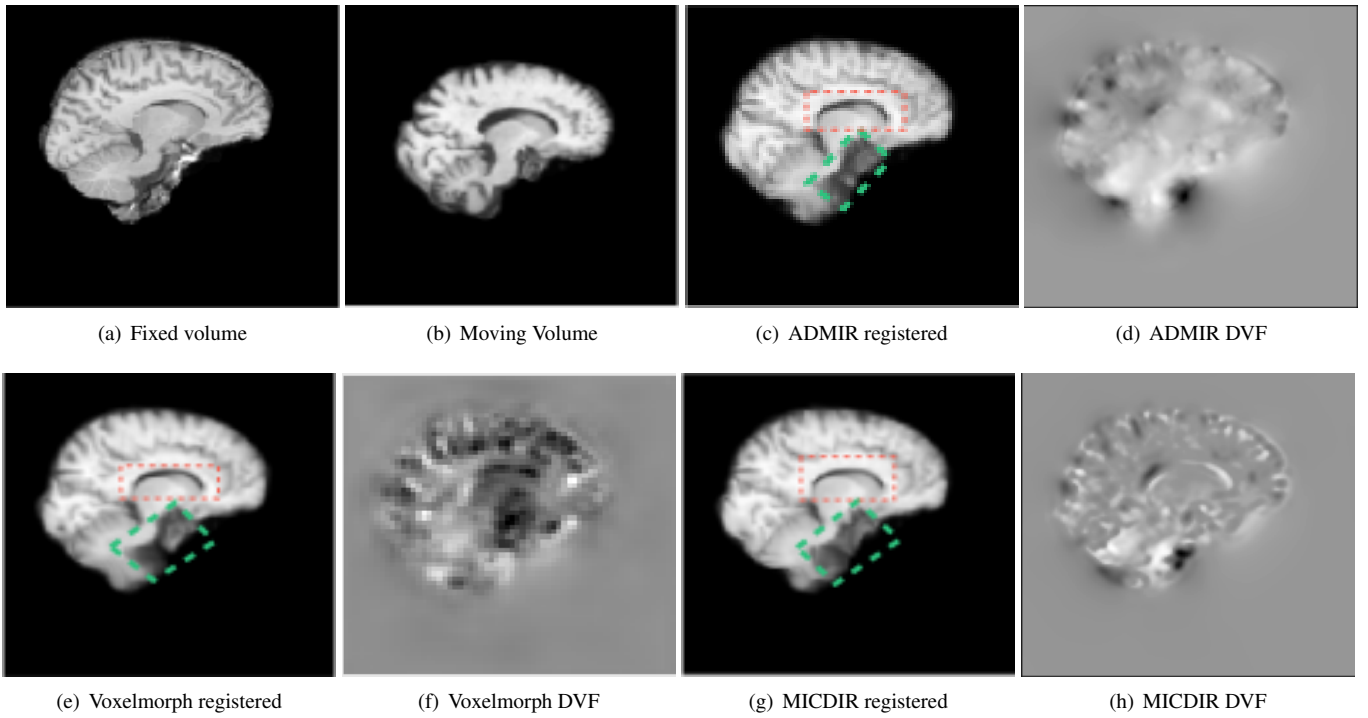 (a) Fixed volume
(b) Moving Volume
(c) ADMIR registered
(d) ADMIR DVF
(e) Voxelmorph registered
(f) Voxelmorph DVF
(g) MICDIR registered
(h) MICDIR DVF